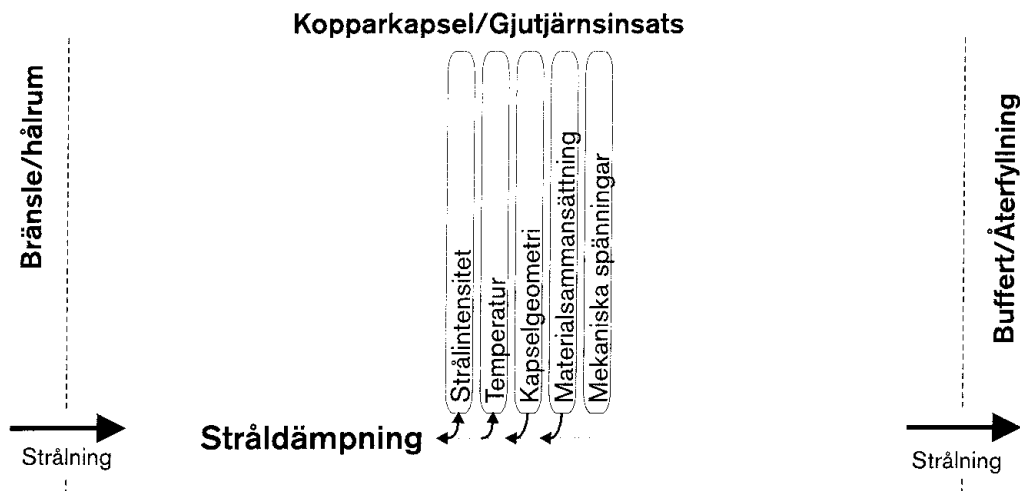 Kopparkapsel/Gjutjärnsinsats
Bränsle/hålrum
Strålintensitet
Temperatur
Kapselgeometri
Materialsammansättning
Mekaniska spänningar
Buffert/Återfyllning
Stråldämpning
Strålning
Strålning